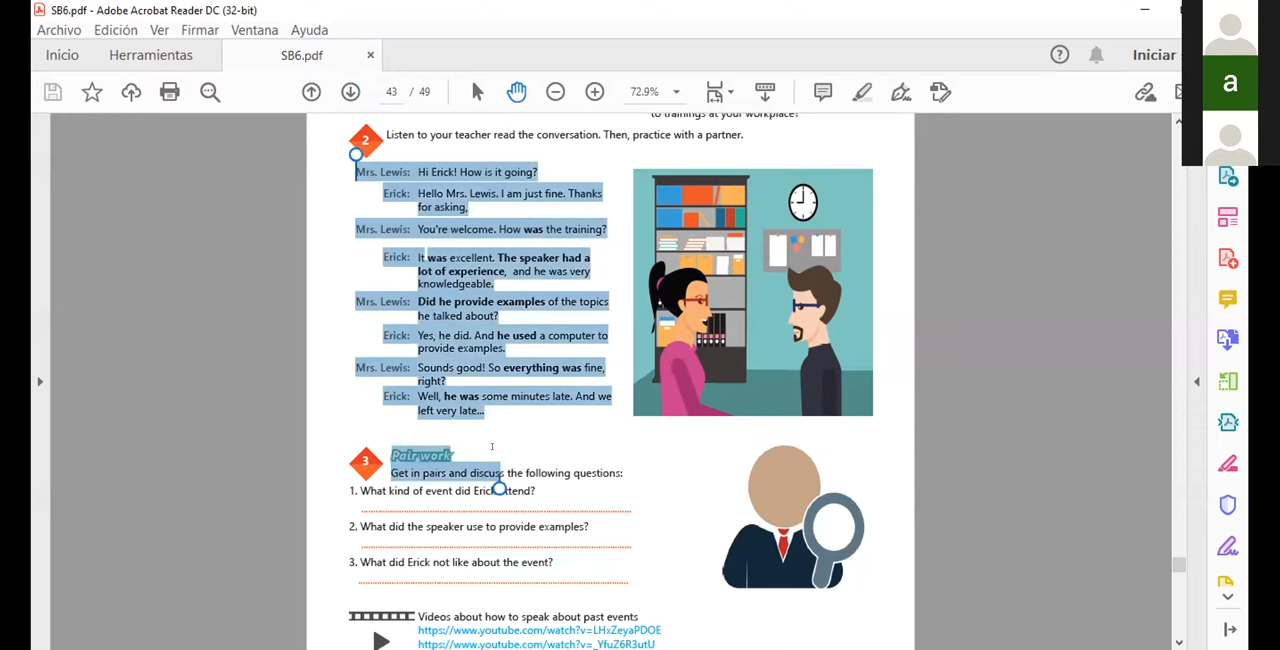 SB6.pdf - Adobe Acrobat Reader DC (32-bit)
Archivo Edición Ver Firmar Ventana Ayuda
Inicio Herramientas SB6.pdf × Iniciar
43 / 49 72.9%
a
to trainings at your workplace?
2 Listen to your teacher read the conversation. Then, practice with a partner.
Mrs. Lewis: Hi Erick! How is it going?
Erick: Hello Mrs. Lewis. I am just fine. Thanks
for asking,
Mrs. Lewis: You're welcome. How was the training?
Erick: It was excellent. The speaker had a
lot of experience, and he was very
knowledgeable.
Mrs. Lewis: Did he provide examples of the topics
he talked about?
Erick: Yes, he did. And he used a computer to
provide examples.
Mrs. Lewis: Sounds good! So everything was fine,
right?
Erick: Well, he was some minutes late. And we
left very late...
3 Pair work
Get in pairs and discuss the following questions:
1. What kind of event did Erick attend?
2. What did the speaker use to provide examples?
3. What did Erick not like about the event?
Videos about how to speak about past events
https://www.youtube.com/watch?v=LHxZeyaPDOE
https://www.youtube.com/watch?v=_YfuZ6R3utU